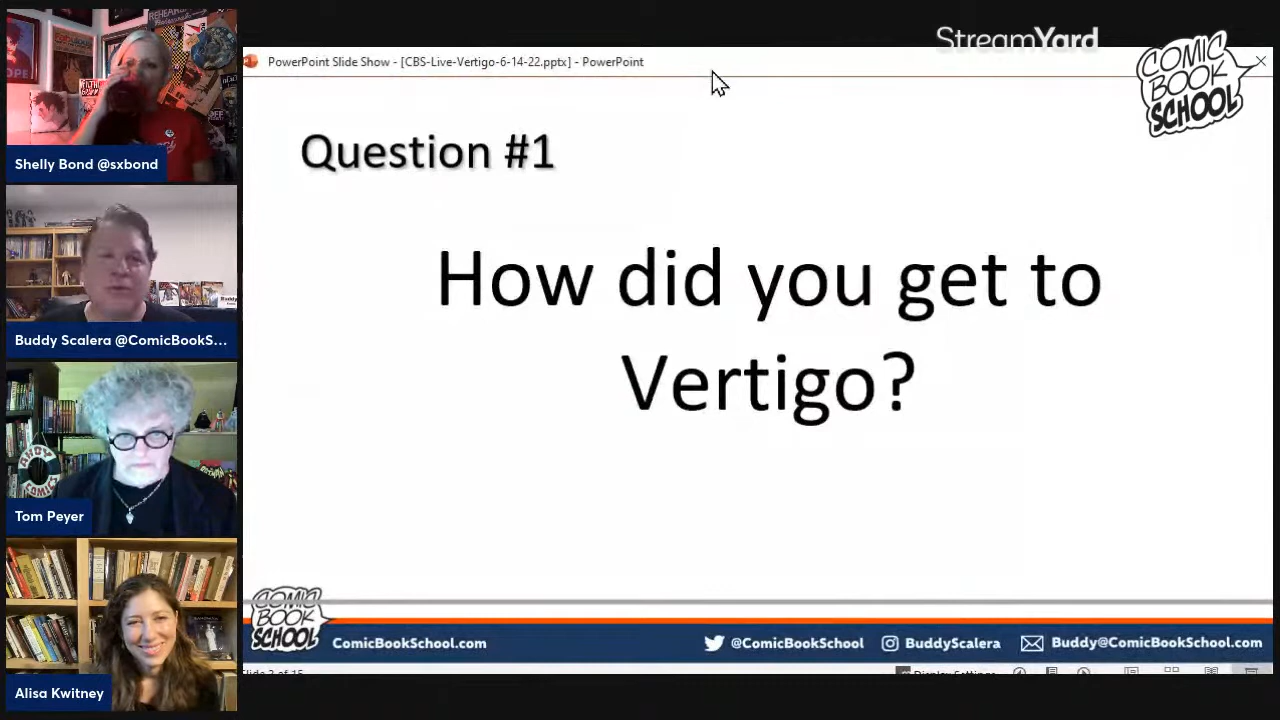 StreamYard
PowerPoint Slide Show - [CBS-Live-Vertigo-6-14-22.pptx] - PowerPoint
COMIC
BOOK
SCHOOL
Question #1
How did you get to
Vertigo?
Shelly Bond @sxbond
Buddy Scalera @ComicBookS...
Tom Peyer
Alisa Kwitney
COMIC
BOOK
SCHOOL
ComicBookSchool.com
@ComicBookSchool
BuddyScalera
Buddy@ComicBookSchool.com
AHOY
COMICS